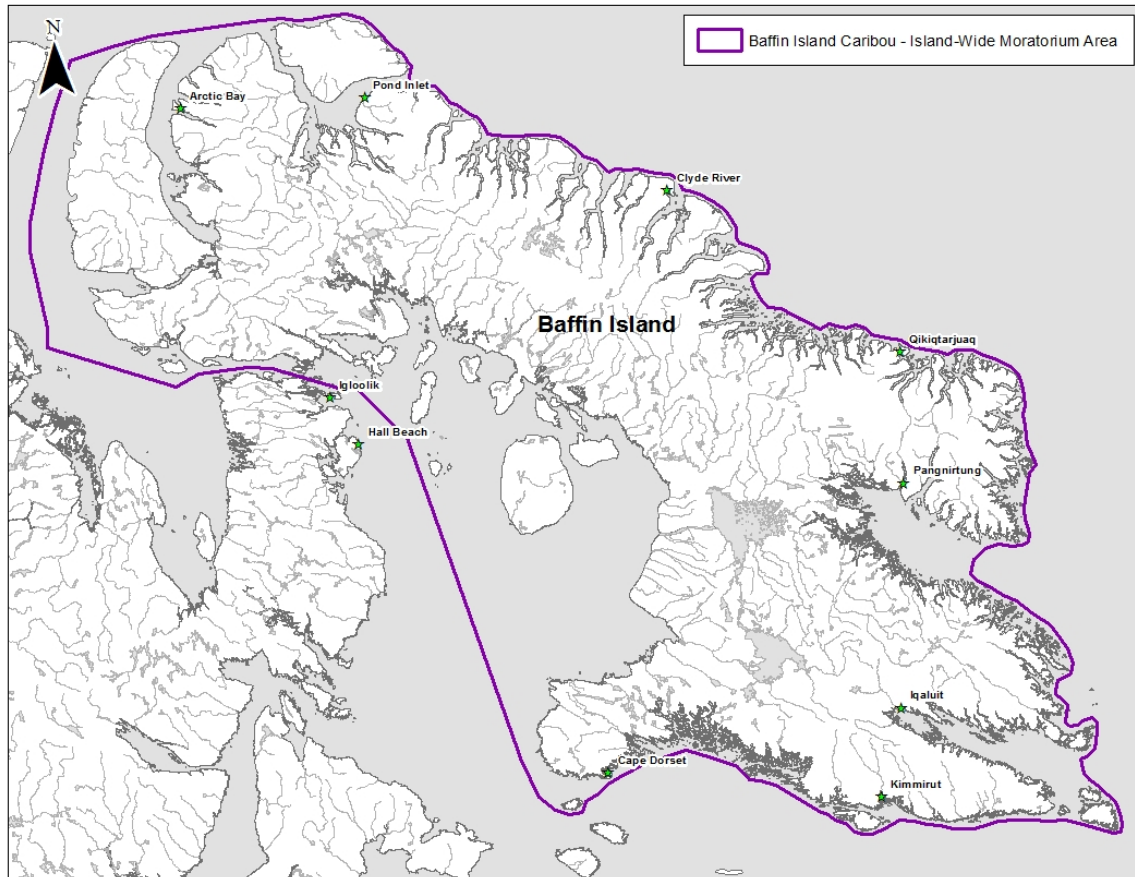 N
Baffin Island Caribou - Island-Wide Moratorium Area
Pond Inlet
Arctic Bay
Clyde River
Baffin Island
Qikiqtarjuaq
Igloolik
Hall Beach
Pangnirtung
Iqaluit
Cape Dorset
Kimmirut